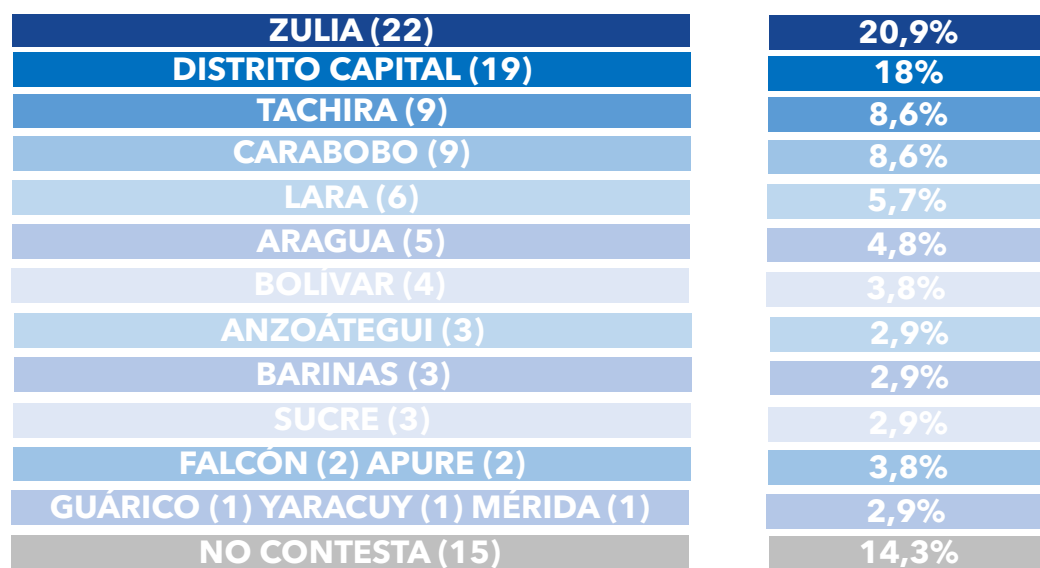 ZULIA (22) 20,9%
DISTRITO CAPITAL (19) 18%
TACHIRA (9) 8,6%
CARABOBO (9) 8,6%
LARA (6) 5,7%
ARAGUA (5) 4,8%
BOLÍVAR (4) 3,8%
ANZOÁTEGUI (3) 2,9%
BARINAS (3) 2,9%
SUCRE (3) 2,9%
FALCÓN (2) APURE (2) 3,8%
GUÁRICO (1) YARACUY (1) MÉRIDA (1) 2,9%
NO CONTESTA (15) 14,3%